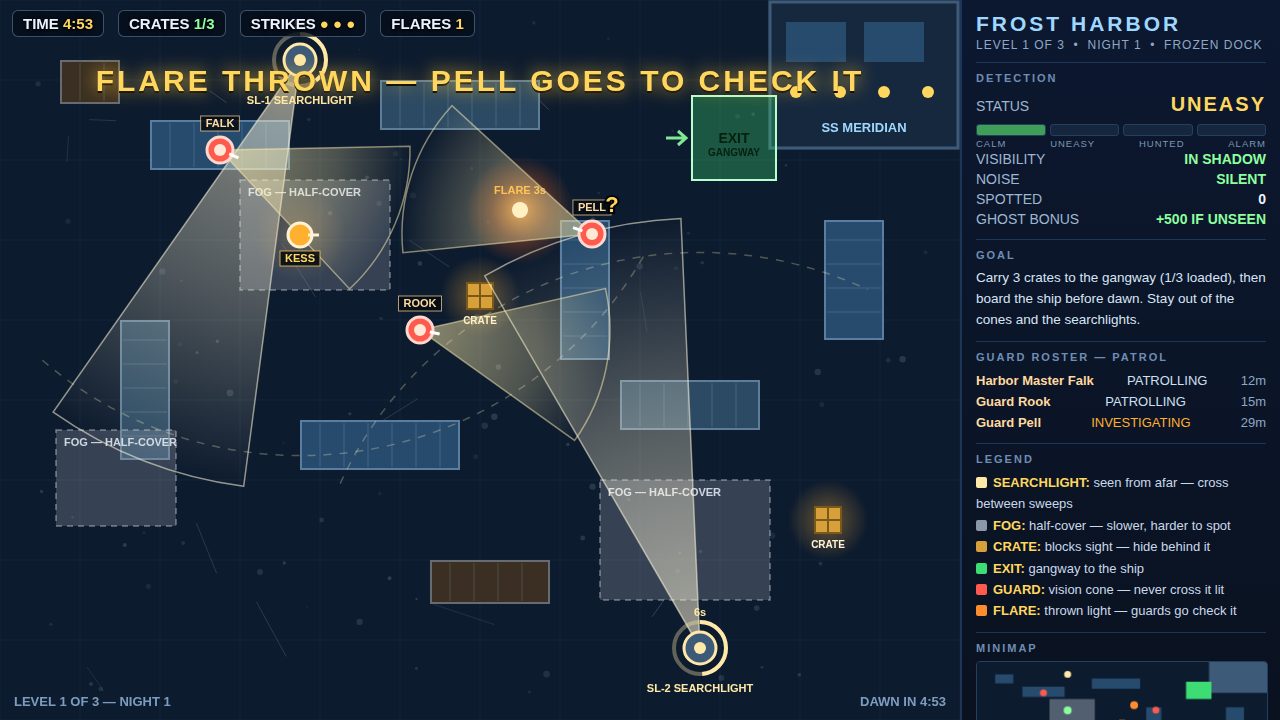 TIME 4:53
CRATES 1/3
STRIKES ● ● ●
FLARES 1
FLARE THROWN — PELL GOES TO CHECK IT
SL-1 SEARCHLIGHT
FALK
FOG — HALF-COVER
KESS
FLARE 3s
PELL
?
EXIT
GANGWAY
SS MERIDIAN
ROOK
CRATE
FOG — HALF-COVER
FOG — HALF-COVER
CRATE
6s
SL-2 SEARCHLIGHT
LEVEL 1 OF 3 — NIGHT 1
DAWN IN 4:53
FROST HARBOR
LEVEL 1 OF 3 • NIGHT 1 • FROZEN DOCK
DETECTION
STATUS UNEASY
CALM UNEASY HUNTED ALARM
VISIBILITY IN SHADOW
NOISE SILENT
SPOTTED 0
GHOST BONUS +500 IF UNSEEN
GOAL
Carry 3 crates to the gangway (1/3 loaded), then
board the ship before dawn. Stay out of the
cones and the searchlights.
GUARD ROSTER — PATROL
Harbor Master Falk PATROLLING 12m
Guard Rook PATROLLING 15m
Guard Pell INVESTIGATING 29m
LEGEND
SEARCHLIGHT: seen from afar — cross
between sweeps
FOG: half-cover — slower, harder to spot
CRATE: blocks sight — hide behind it
EXIT: gangway to the ship
GUARD: vision cone — never cross it lit
FLARE: thrown light — guards go check it
MINIMAP